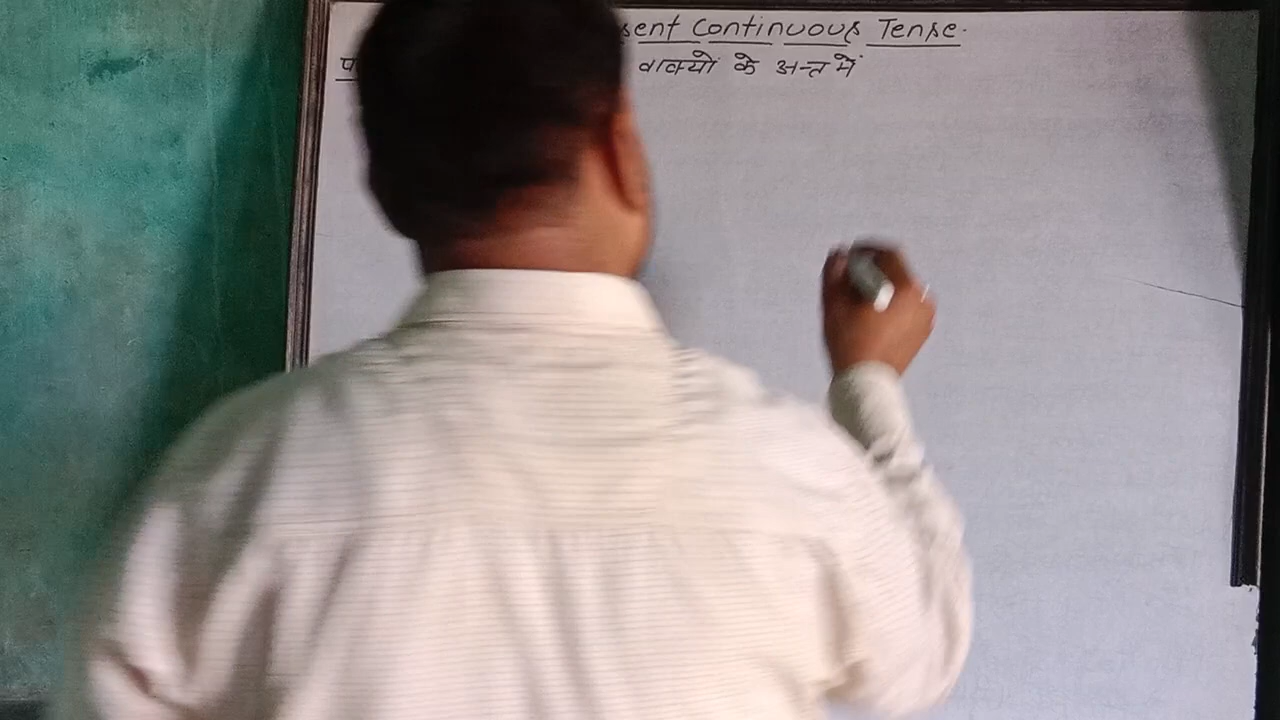 sent Continuous Tense.
प वाक्यों के अन्त में